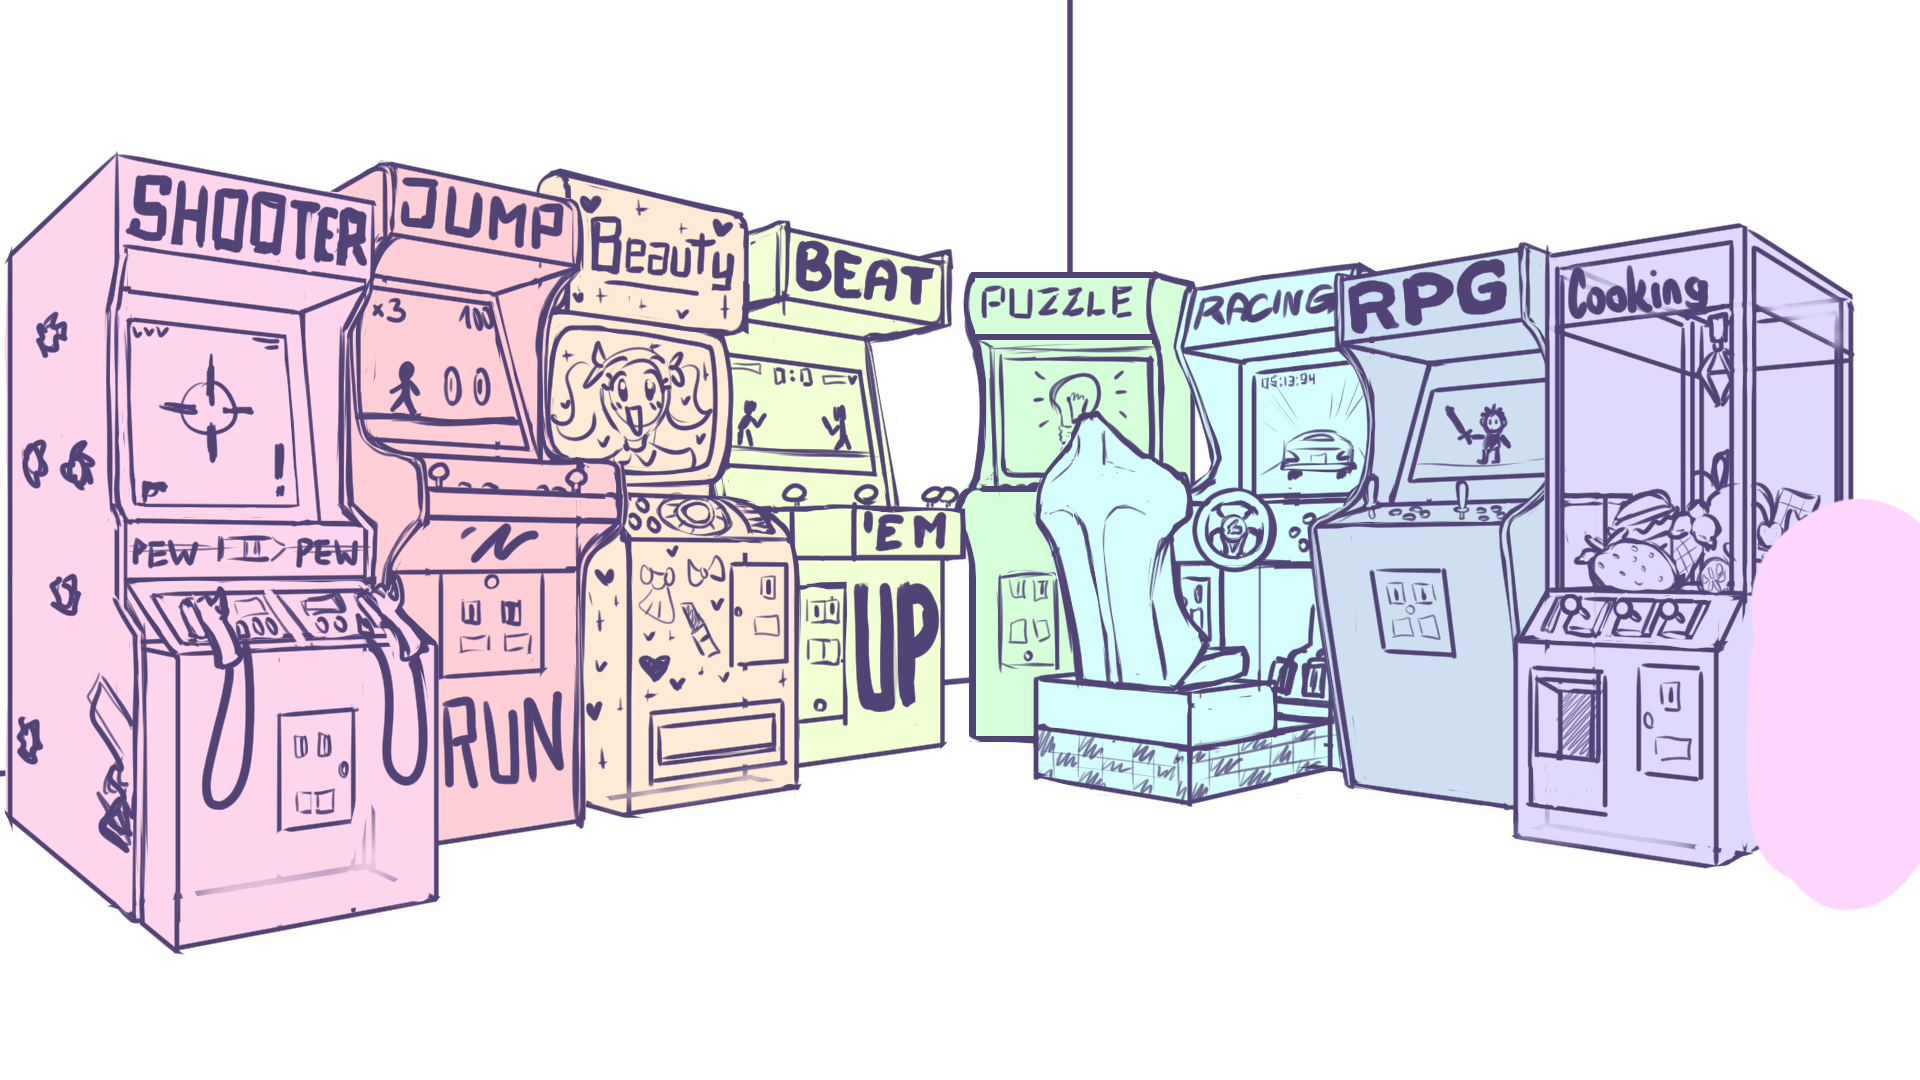 SHOOTER
PEW PEW
JUMP
x3 100
RUN
Beauty
BEAT
0:0
'EM
UP
PUZZLE
RACING
05:13:94
RPG
Cooking